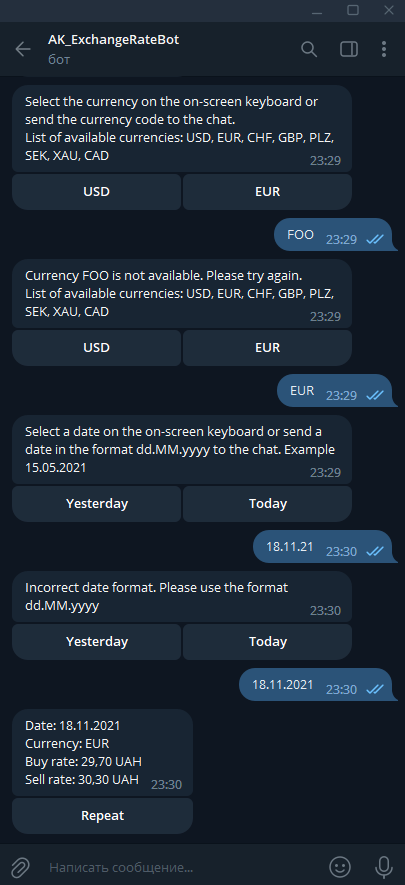 AK_ExchangeRateBot
бот
Select the currency on the on-screen keyboard or
send the currency code to the chat.
List of available currencies: USD, EUR, CHF, GBP, PLZ,
SEK, XAU, CAD
23:29
USD
EUR
FOO 23:29
Currency FOO is not available. Please try again.
List of available currencies: USD, EUR, CHF, GBP, PLZ,
SEK, XAU, CAD
23:29
USD
EUR
EUR 23:29
Select a date on the on-screen keyboard or send a
date in the format dd.MM.yyyy to the chat. Example
15.05.2021
23:29
Yesterday
Today
18.11.21 23:30
Incorrect date format. Please use the format
dd.MM.yyyy
23:30
Yesterday
Today
18.11.2021 23:30
Date: 18.11.2021
Currency: EUR
Buy rate: 29,70 UAH
Sell rate: 30,30 UAH
23:30
Repeat
Написать сообщение...